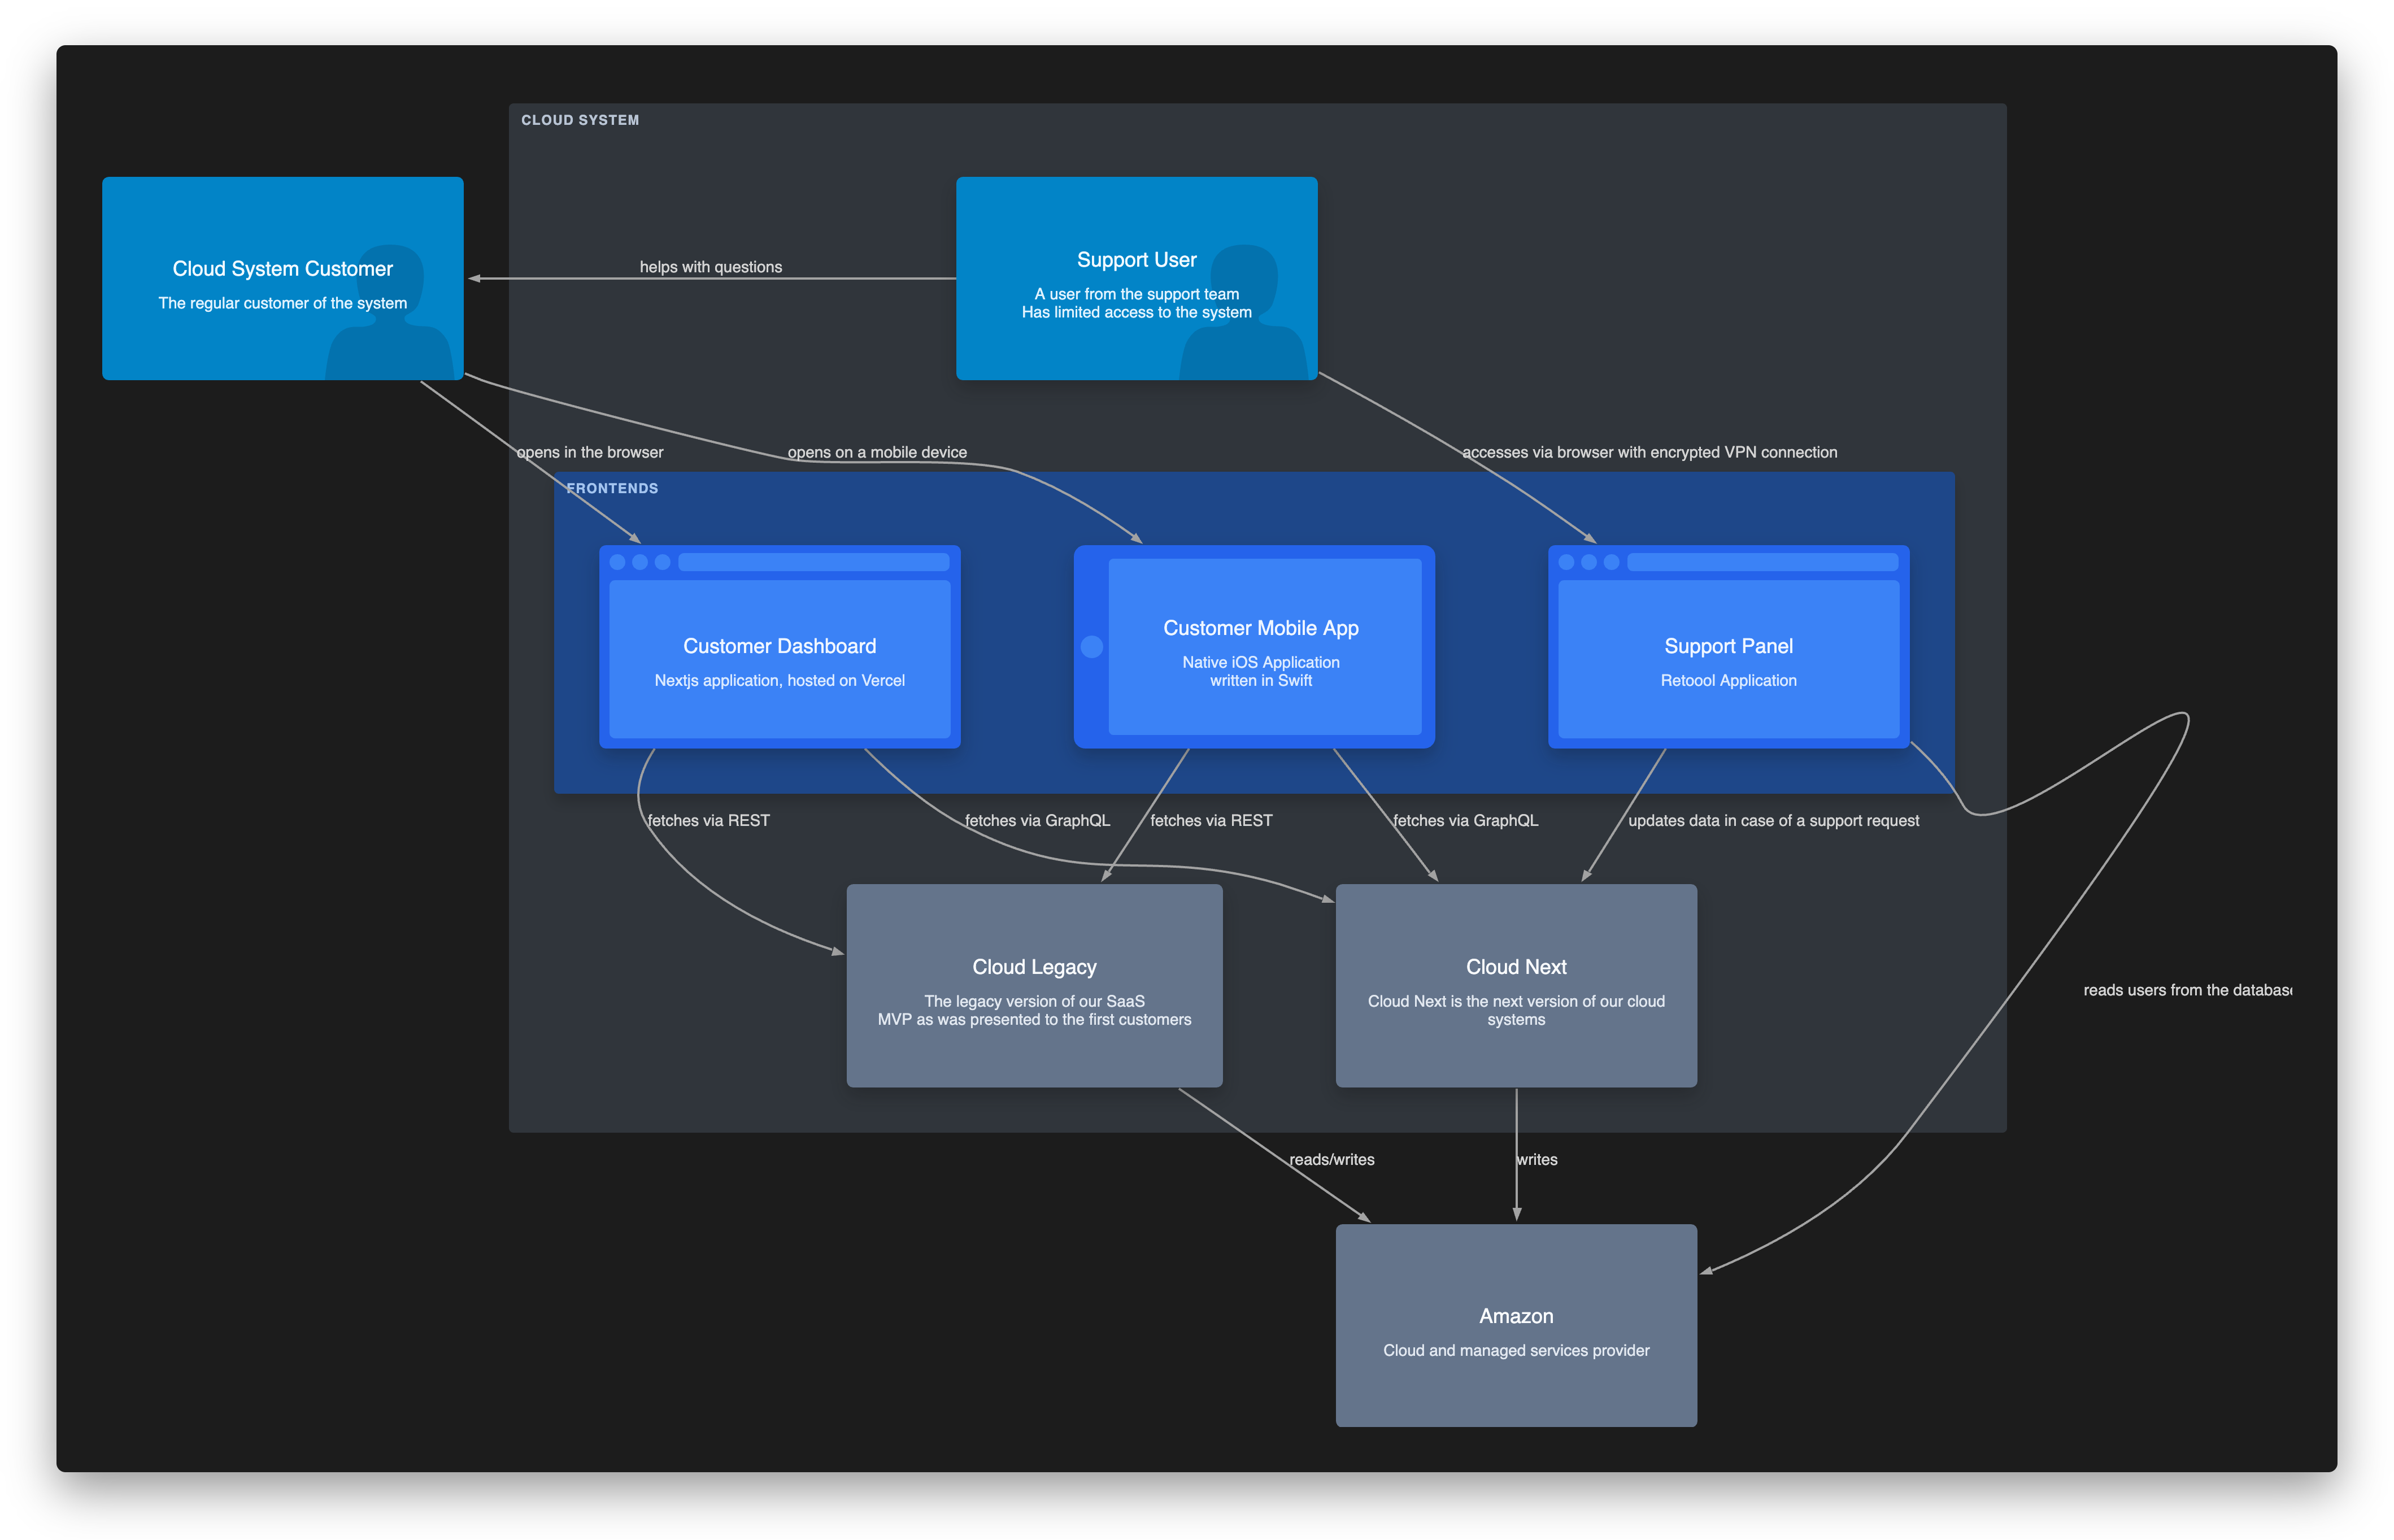 CLOUD SYSTEM
Cloud System Customer
The regular customer of the system
helps with questions
Support User
A user from the support team
Has limited access to the system
opens in the browser
opens on a mobile device
accesses via browser with encrypted VPN connection
FRONTENDS
Customer Dashboard
Nextjs application, hosted on Vercel
Customer Mobile App
Native iOS Application
written in Swift
Support Panel
Retoool Application
fetches via REST
fetches via GraphQL
fetches via REST
fetches via GraphQL
updates data in case of a support request
Cloud Legacy
The legacy version of our SaaS
MVP as was presented to the first customers
Cloud Next
Cloud Next is the next version of our cloud
systems
reads users from the database
reads/writes
writes
Amazon
Cloud and managed services provider